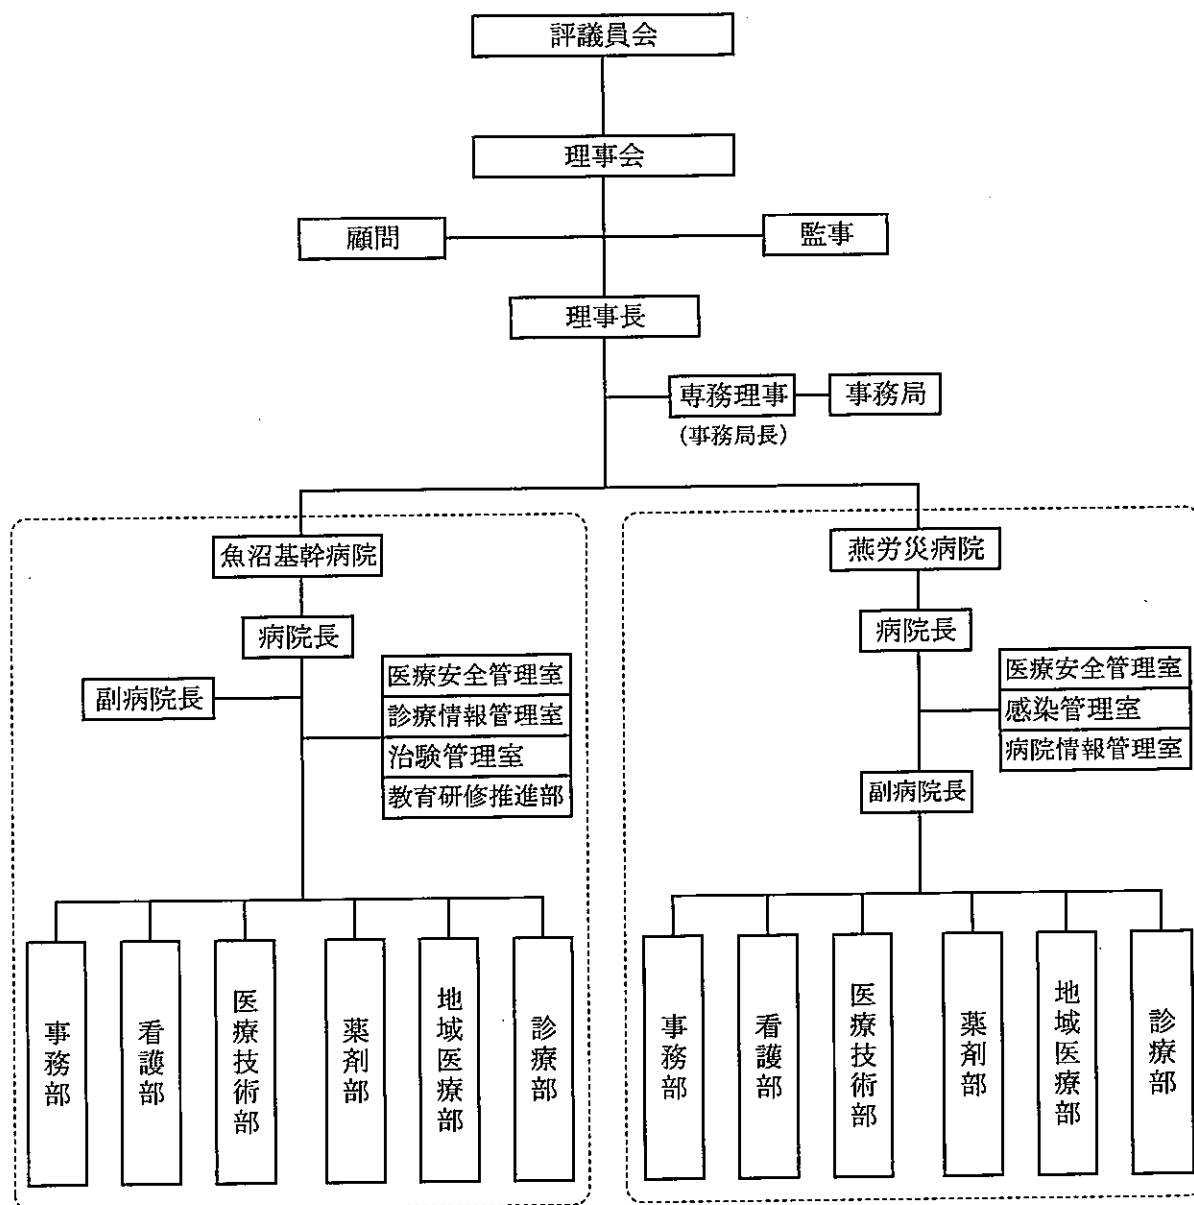 評議員会
理事会
顧問
監事
理事長
専務理事
事務局
(事務局長)
魚沼基幹病院
病院長
副病院長
医療安全管理室
診療情報管理室
治験管理室
教育研修推進部
事務部
看護部
医療技術部
薬剤部
地域医療部
診療部
燕労災病院
病院長
医療安全管理室
感染管理室
病院情報管理室
副病院長
事務部
看護部
医療技術部
薬剤部
地域医療部
診療部